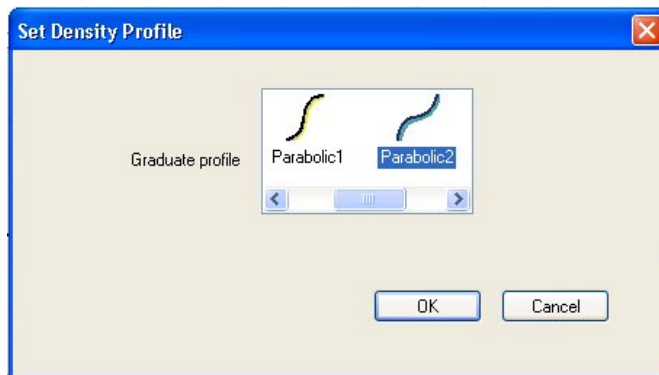 Set Density Profile
Graduate profile
Parabolic1
Parabolic2
OK
Cancel